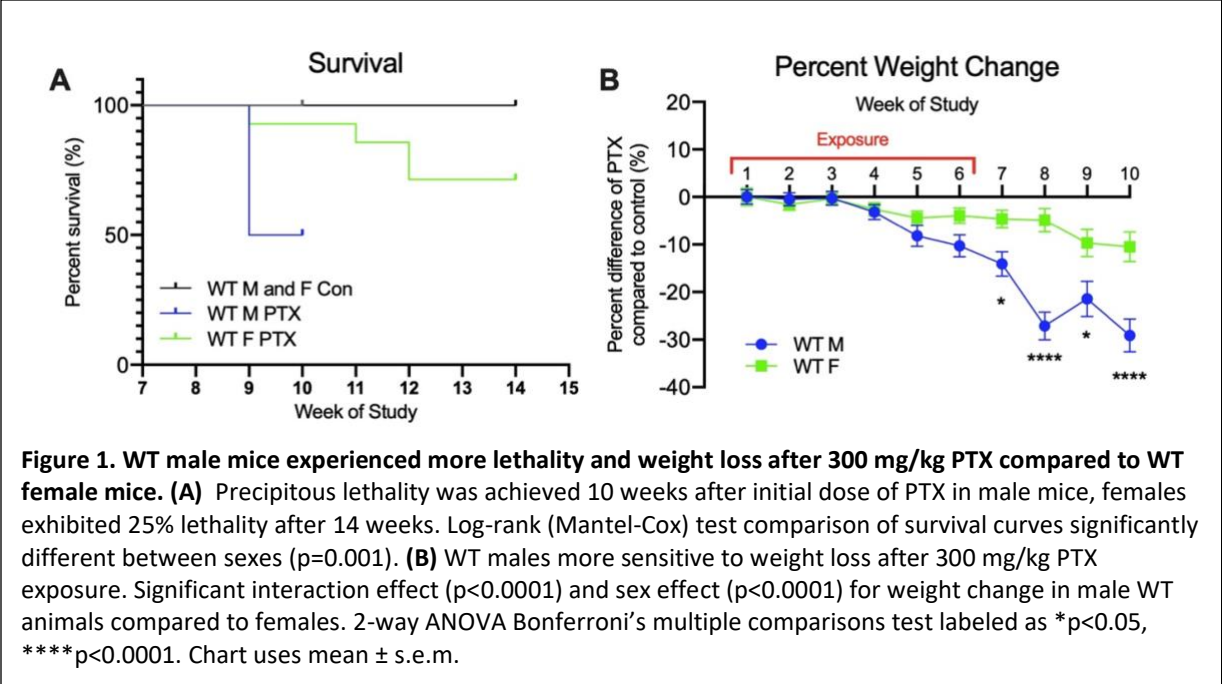 A
Survival
Percent survival (%)
100
50
0
WT M and F Con
WT M PTX
WT F PTX
7 8 9 10 11 12 13 14 15
Week of Study
B
Percent Weight Change
Week of Study
Exposure
Percent difference of PTX
compared to control (%)
20
10
0
-10
-20
-30
-40
1 2 3 4 5 6 7 8 9 10
*
****
*
****
WT M
WT F
Figure 1. WT male mice experienced more lethality and weight loss after 300 mg/kg PTX compared to WT
female mice. (A) Precipitous lethality was achieved 10 weeks after initial dose of PTX in male mice, females
exhibited 25% lethality after 14 weeks. Log-rank (Mantel-Cox) test comparison of survival curves significantly
different between sexes (p=0.001). (B) WT males more sensitive to weight loss after 300 mg/kg PTX
exposure. Significant interaction effect (p<0.0001) and sex effect (p<0.0001) for weight change in male WT
animals compared to females. 2-way ANOVA Bonferroni’s multiple comparisons test labeled as *p<0.05,
****p<0.0001. Chart uses mean ± s.e.m.